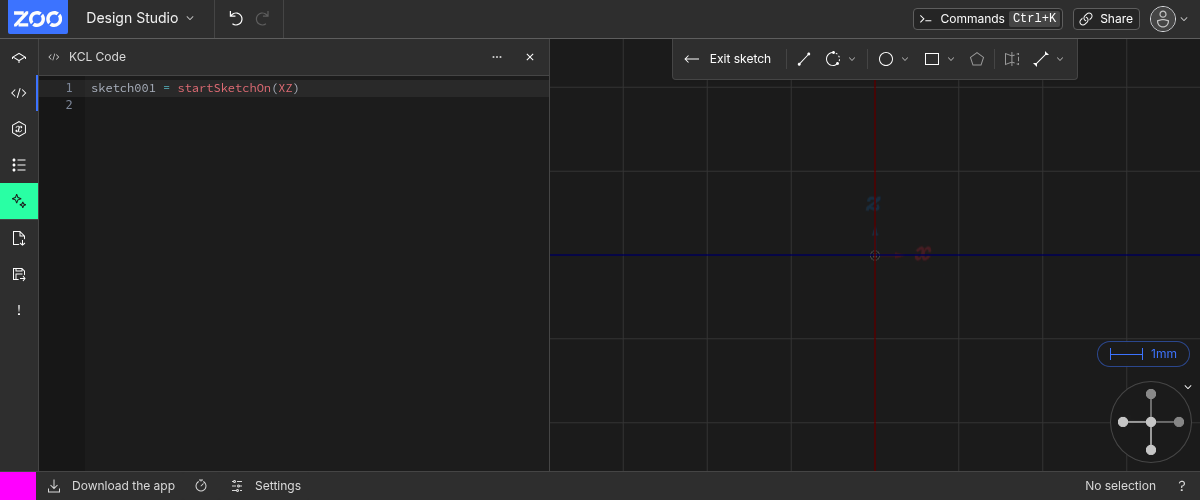 ZOO Design Studio Commands Ctrl+K Share
KCL Code Exit sketch
1 sketch001 = startSketchOn(XZ)
2
Z
X
1mm
Download the app Settings No selection ?